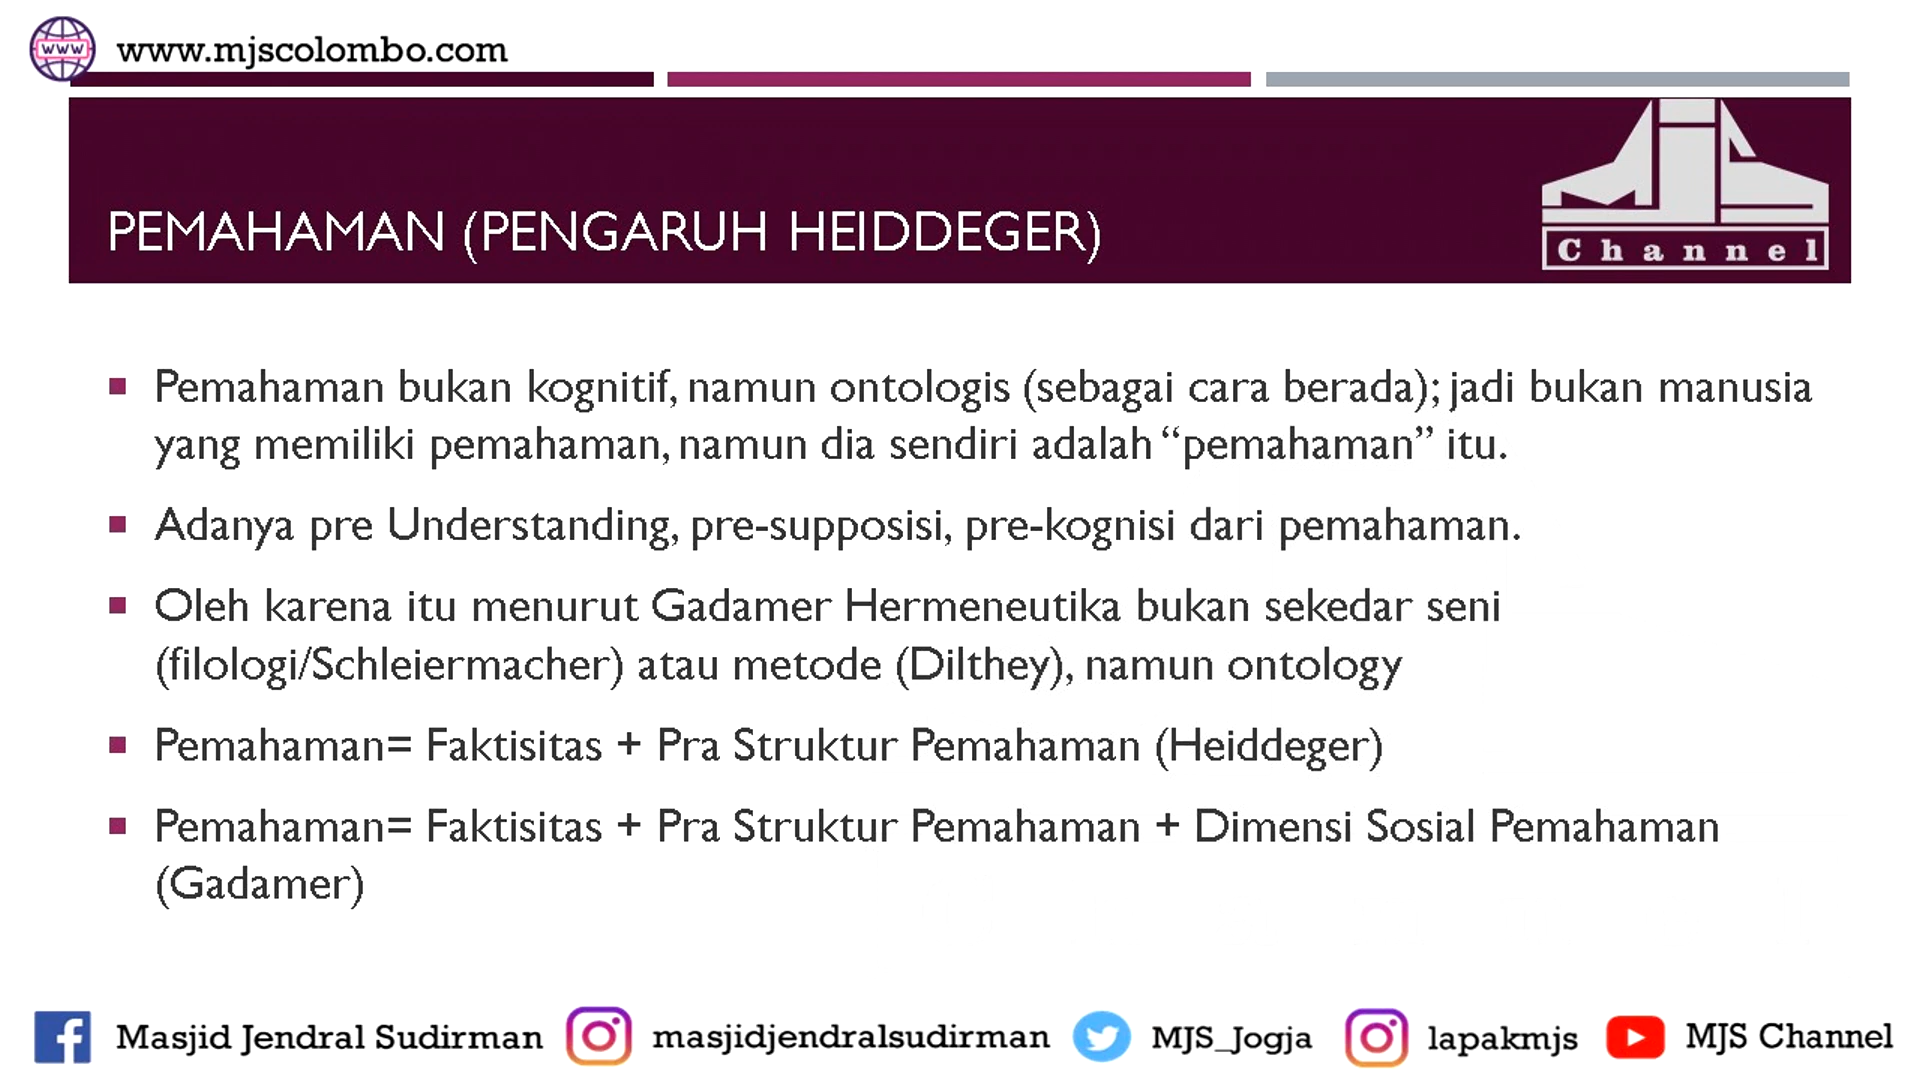 www
www.mjscolombo.com
MJS
Channel
PEMAHAMAN (PENGARUH HEIDDEGER)
Pemahaman bukan kognitif, namun ontologis (sebagai cara berada); jadi bukan manusia
yang memiliki pemahaman, namun dia sendiri adalah “pemahaman” itu.
Adanya pre Understanding, pre-supposisi, pre-kognisi dari pemahaman.
Oleh karena itu menurut Gadamer Hermeneutika bukan sekedar seni
(filologi/Schleiermacher) atau metode (Dilthey), namun ontology
Pemahaman= Faktisitas + Pra Struktur Pemahaman (Heiddeger)
Pemahaman= Faktisitas + Pra Struktur Pemahaman + Dimensi Sosial Pemahaman
(Gadamer)
Masjid Jendral Sudirman masjidjendralsudirman MJS_Jogja lapakmjs MJS Channel